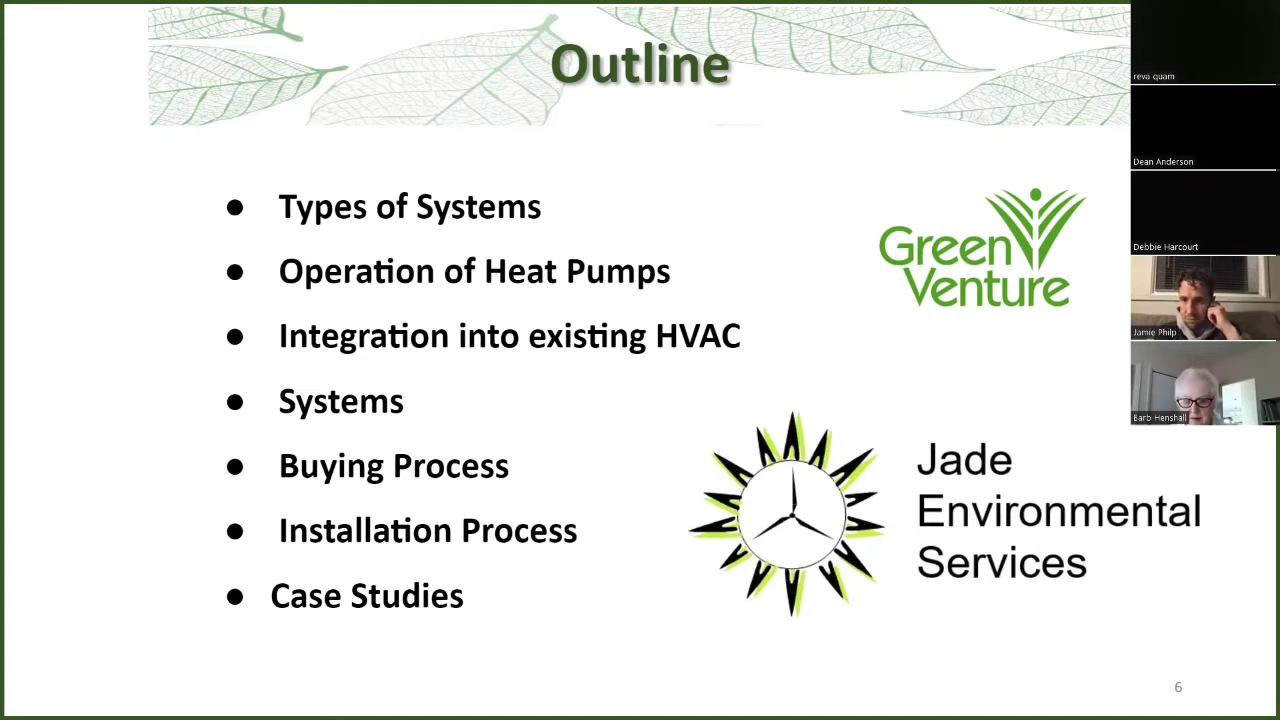 Outline
● Types of Systems
● Operation of Heat Pumps
● Integration into existing HVAC
● Systems
● Buying Process
● Installation Process
● Case Studies
Green
Venture
Jade
Environmental
Services
reva quam
Dean Anderson
Debbie Harcourt
Jamie Philp
Barb Henshall
6